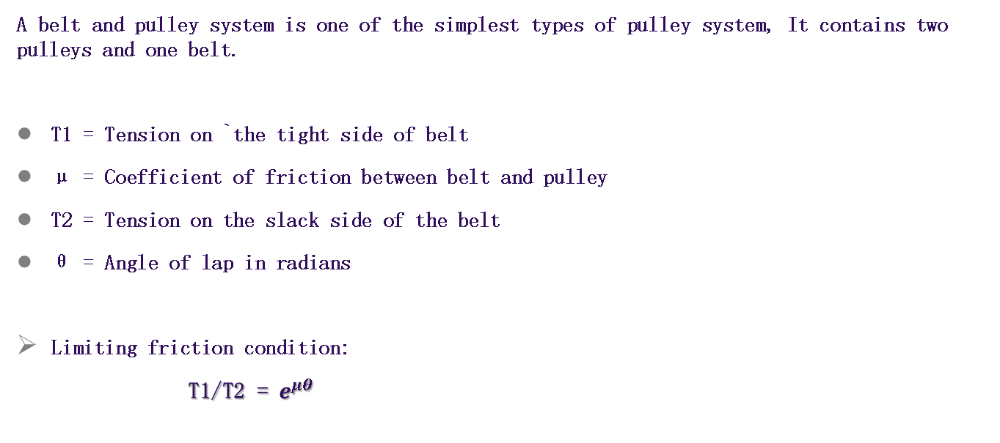 A belt and pulley system is one of the simplest types of pulley system, It contains two
pulleys and one belt.
● T1 = Tension on `the tight side of belt
● μ = Coefficient of friction between belt and pulley
● T2 = Tension on the slack side of the belt
● θ = Angle of lap in radians
➢ Limiting friction condition:
T1/T2 = e^μθ